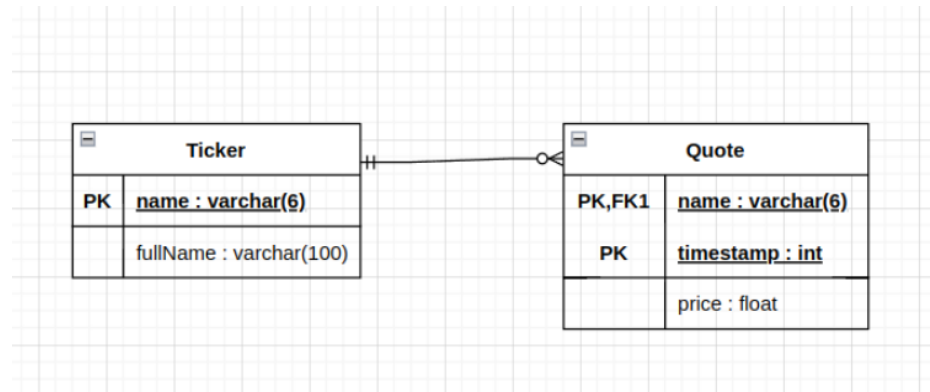 Ticker
PK name : varchar(6)
fullName : varchar(100)
Quote
PK,FK1 name : varchar(6)
PK timestamp : int
price : float